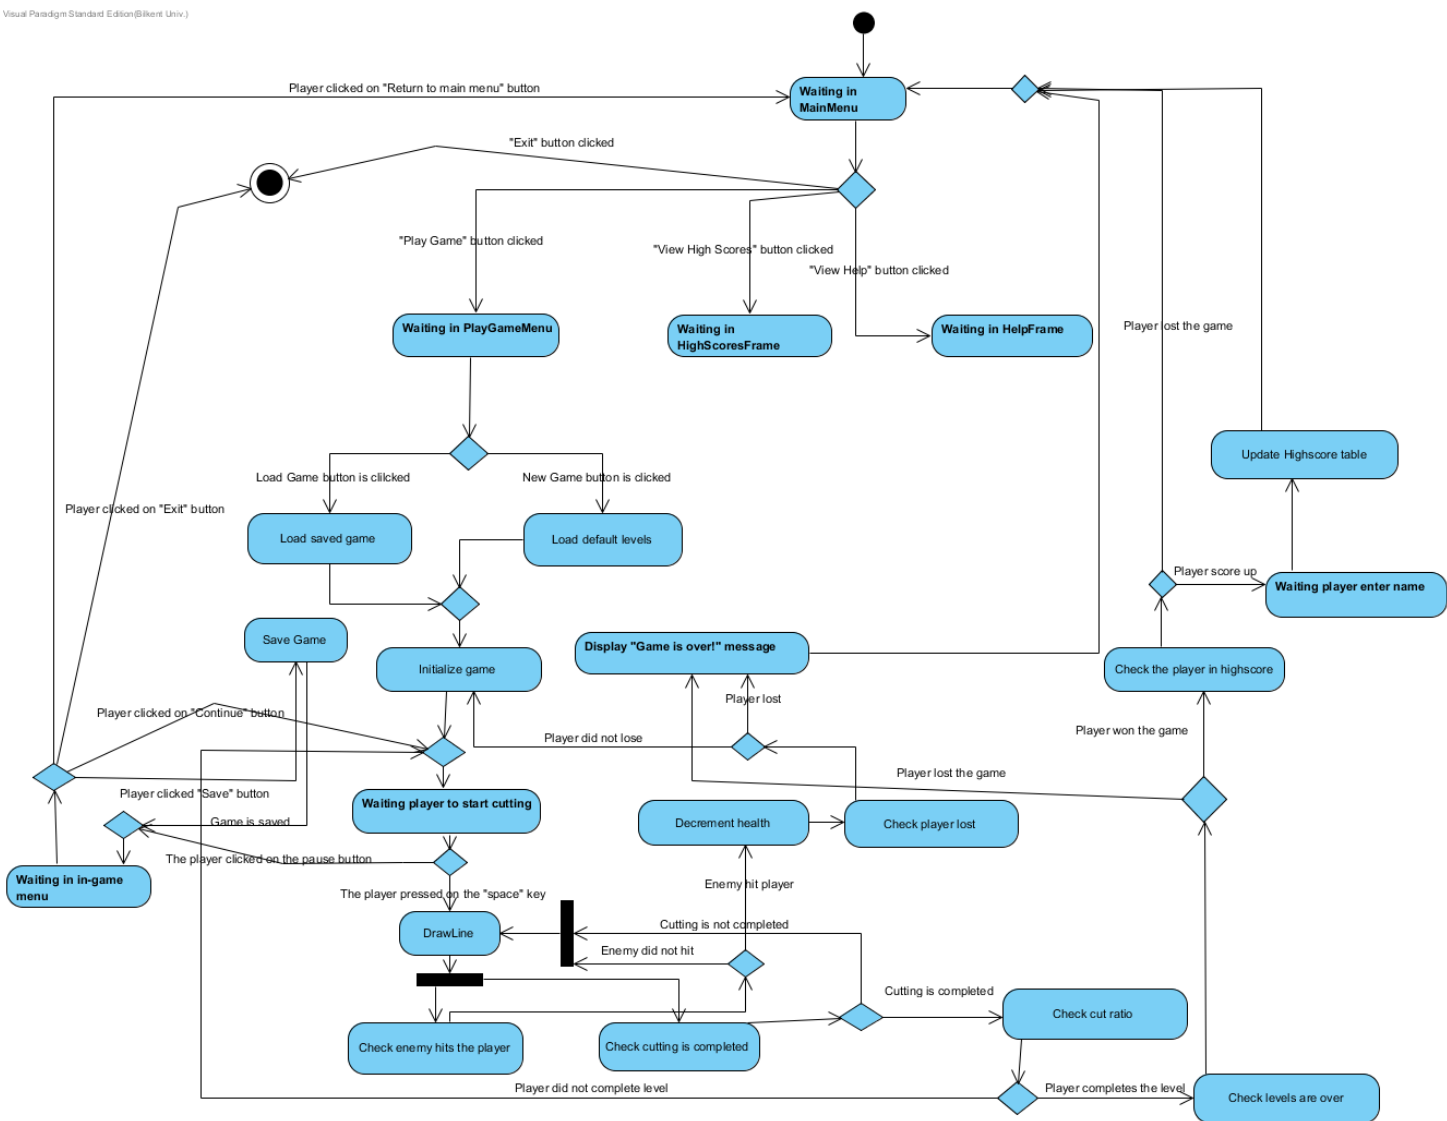 Visual Paradigm Standard Edition(Bilkent Univ.)
Player clicked on "Return to main menu" button
Waiting in
MainMenu
"Exit" button clicked
"Play Game" button clicked
"View High Scores" button clicked
"View Help" button clicked
Waiting in PlayGameMenu
Waiting in
HighScoresFrame
Waiting in HelpFrame
Player lost the game
Update Highscore table
Load Game button is clilcked
New Game button is clicked
Player clicked on "Exit" button
Load saved game
Load default levels
Player score up
Waiting player enter name
Save Game
Initialize game
Display "Game is over!" message
Check the player in highscore
Player lost
Player clicked on "Continue" button
Player did not lose
Player won the game
Player lost the game
Player clicked "Save" button
Waiting player to start cutting
Game is saved
Decrement health
Check player lost
The player clicked on the pause button
Waiting in in-game
menu
The player pressed on the "space" key
Enemy hit player
DrawLine
Cutting is not completed
Enemy did not hit
Cutting is completed
Check cut ratio
Check enemy hits the player
Check cutting is completed
Player did not complete level
Player completes the level
Check levels are over